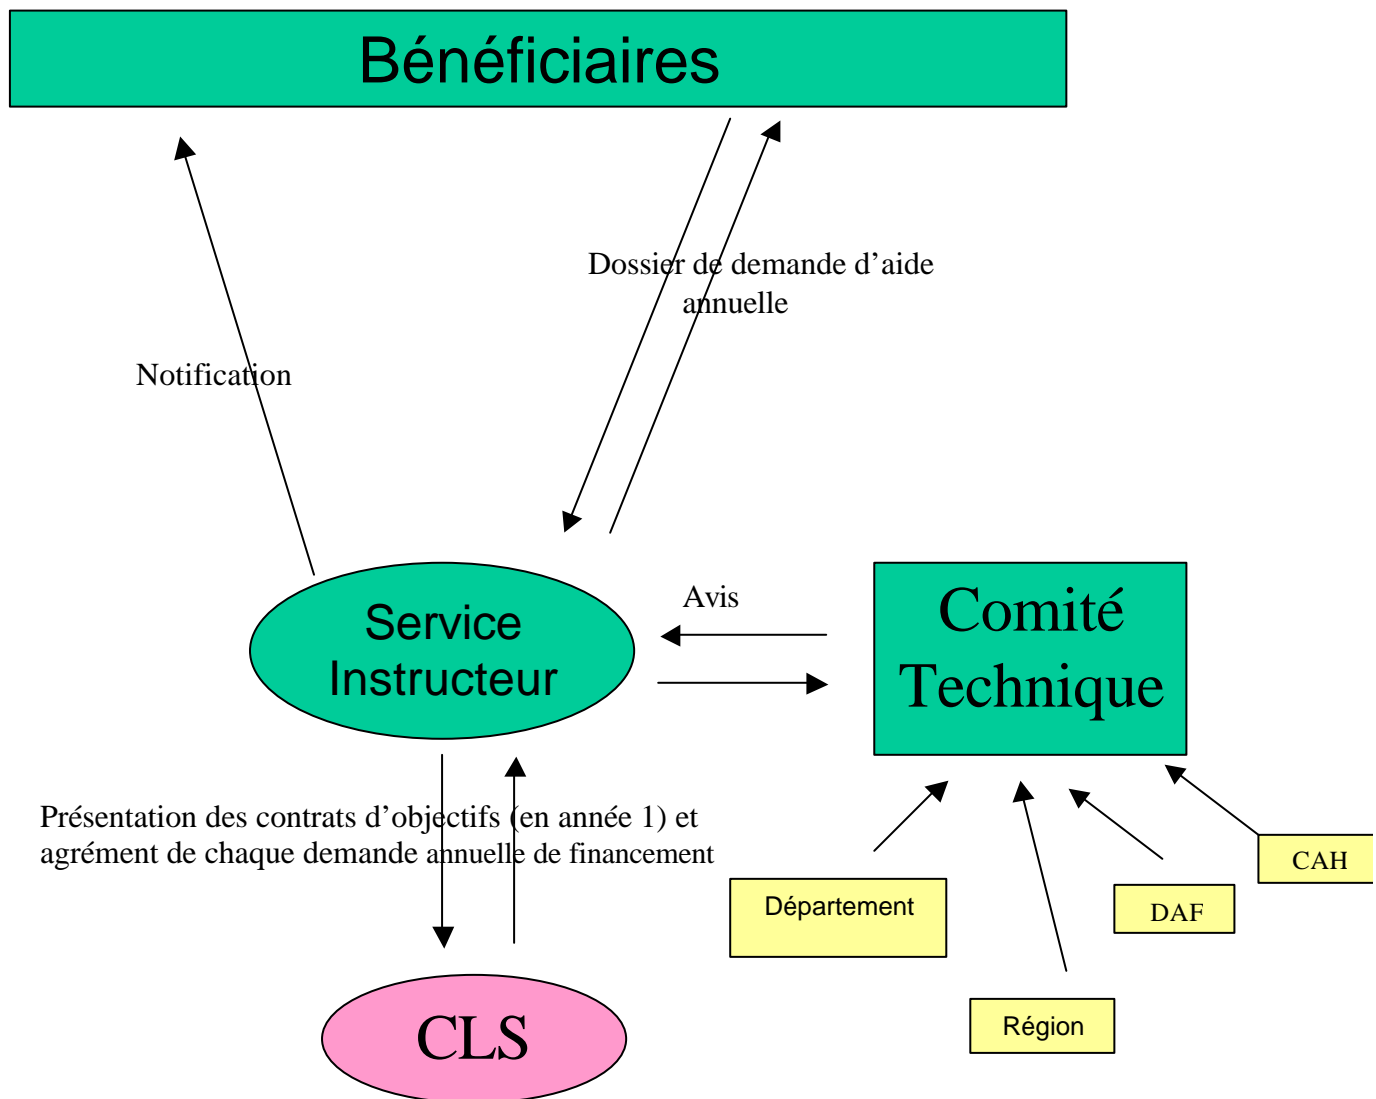 Bénéficiaires
Dossier de demande d’aide
annuelle
Notification
Service
Instructeur
Avis
Comité
Technique
Présentation des contrats d’objectifs (en année 1) et
agrément de chaque demande annuelle de financement
CAH
Département
DAF
Région
CLS